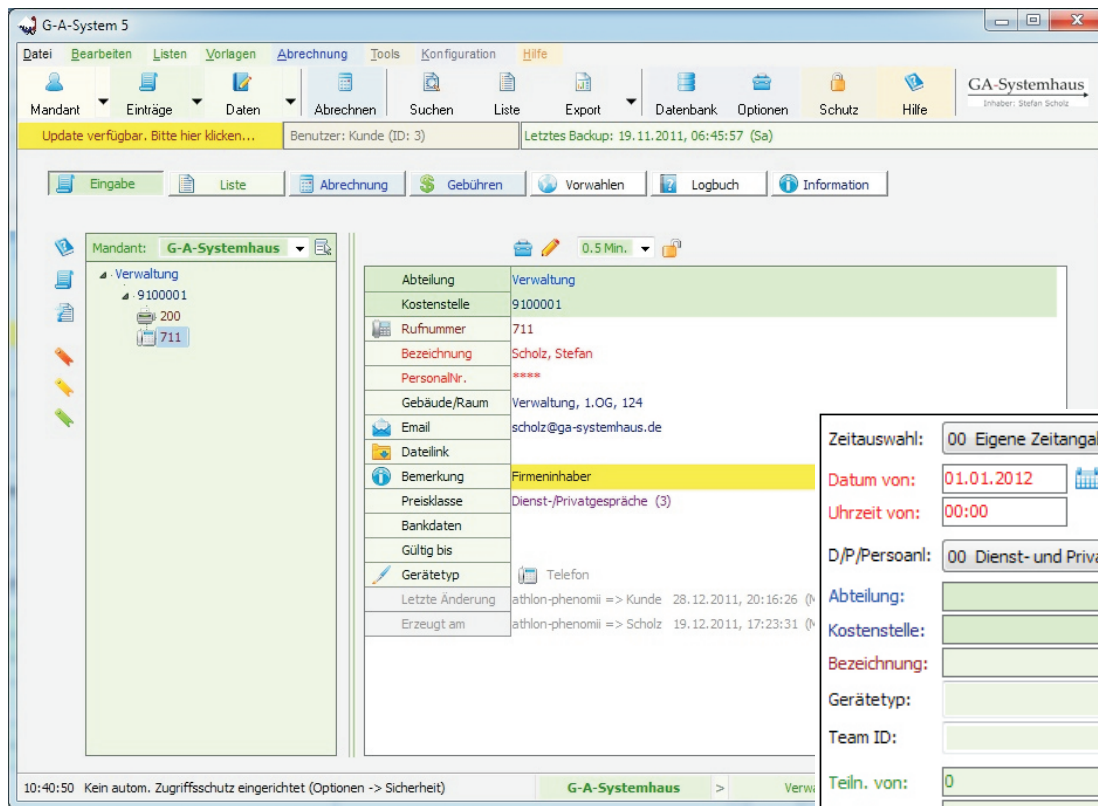 G-A-System 5
Datei Bearbeiten Listen Vorlagen Abrechnung Tools Konfiguration Hilfe
Mandant Einträge Daten Abrechnen Suchen Liste Export Datenbank Optionen Schutz Hilfe
GA-Systemhaus
Inhaber: Stefan Scholz
Update verfügbar. Bitte hier klicken... Benutzer: Kunde (ID: 3) Letztes Backup: 19.11.2011, 06:45:57 (Sa)
Eingabe Liste Abrechnung Gebühren Vorwahlen Logbuch Information
Mandant: G-A-Systemhaus 0.5 Min.
Verwaltung
9100001
200
711
Abteilung Verwaltung
Kostenstelle 9100001
Rufnummer 711
Bezeichnung Scholz, Stefan
PersonalNr. ****
Gebäude/Raum Verwaltung, 1.OG, 124
Email scholz@ga-systemhaus.de
Dateilink
Bemerkung Firmeninhaber
Preisklasse Dienst-/Privatgespräche (3)
Bankdaten
Gültig bis
Gerätetyp Telefon
Letzte Änderung athlon-phenomii => Kunde 28.12.2011, 20:16:26
Erzeugt am athlon-phenomii => Scholz 19.12.2011, 17:23:31
Zeitauswahl: 00 Eigene Zeitangal
Datum von: 01.01.2012
Uhrzeit von: 00:00
D/P/Persoanl: 00 Dienst- und Priva
Abteilung:
Kostenstelle:
Bezeichnung:
Gerätetyp:
Team ID:
Teiln. von: 0
10:40:50 Kein autom. Zugriffsschutz eingerichtet (Optionen -> Sicherheit) G-A-Systemhaus > Verwa